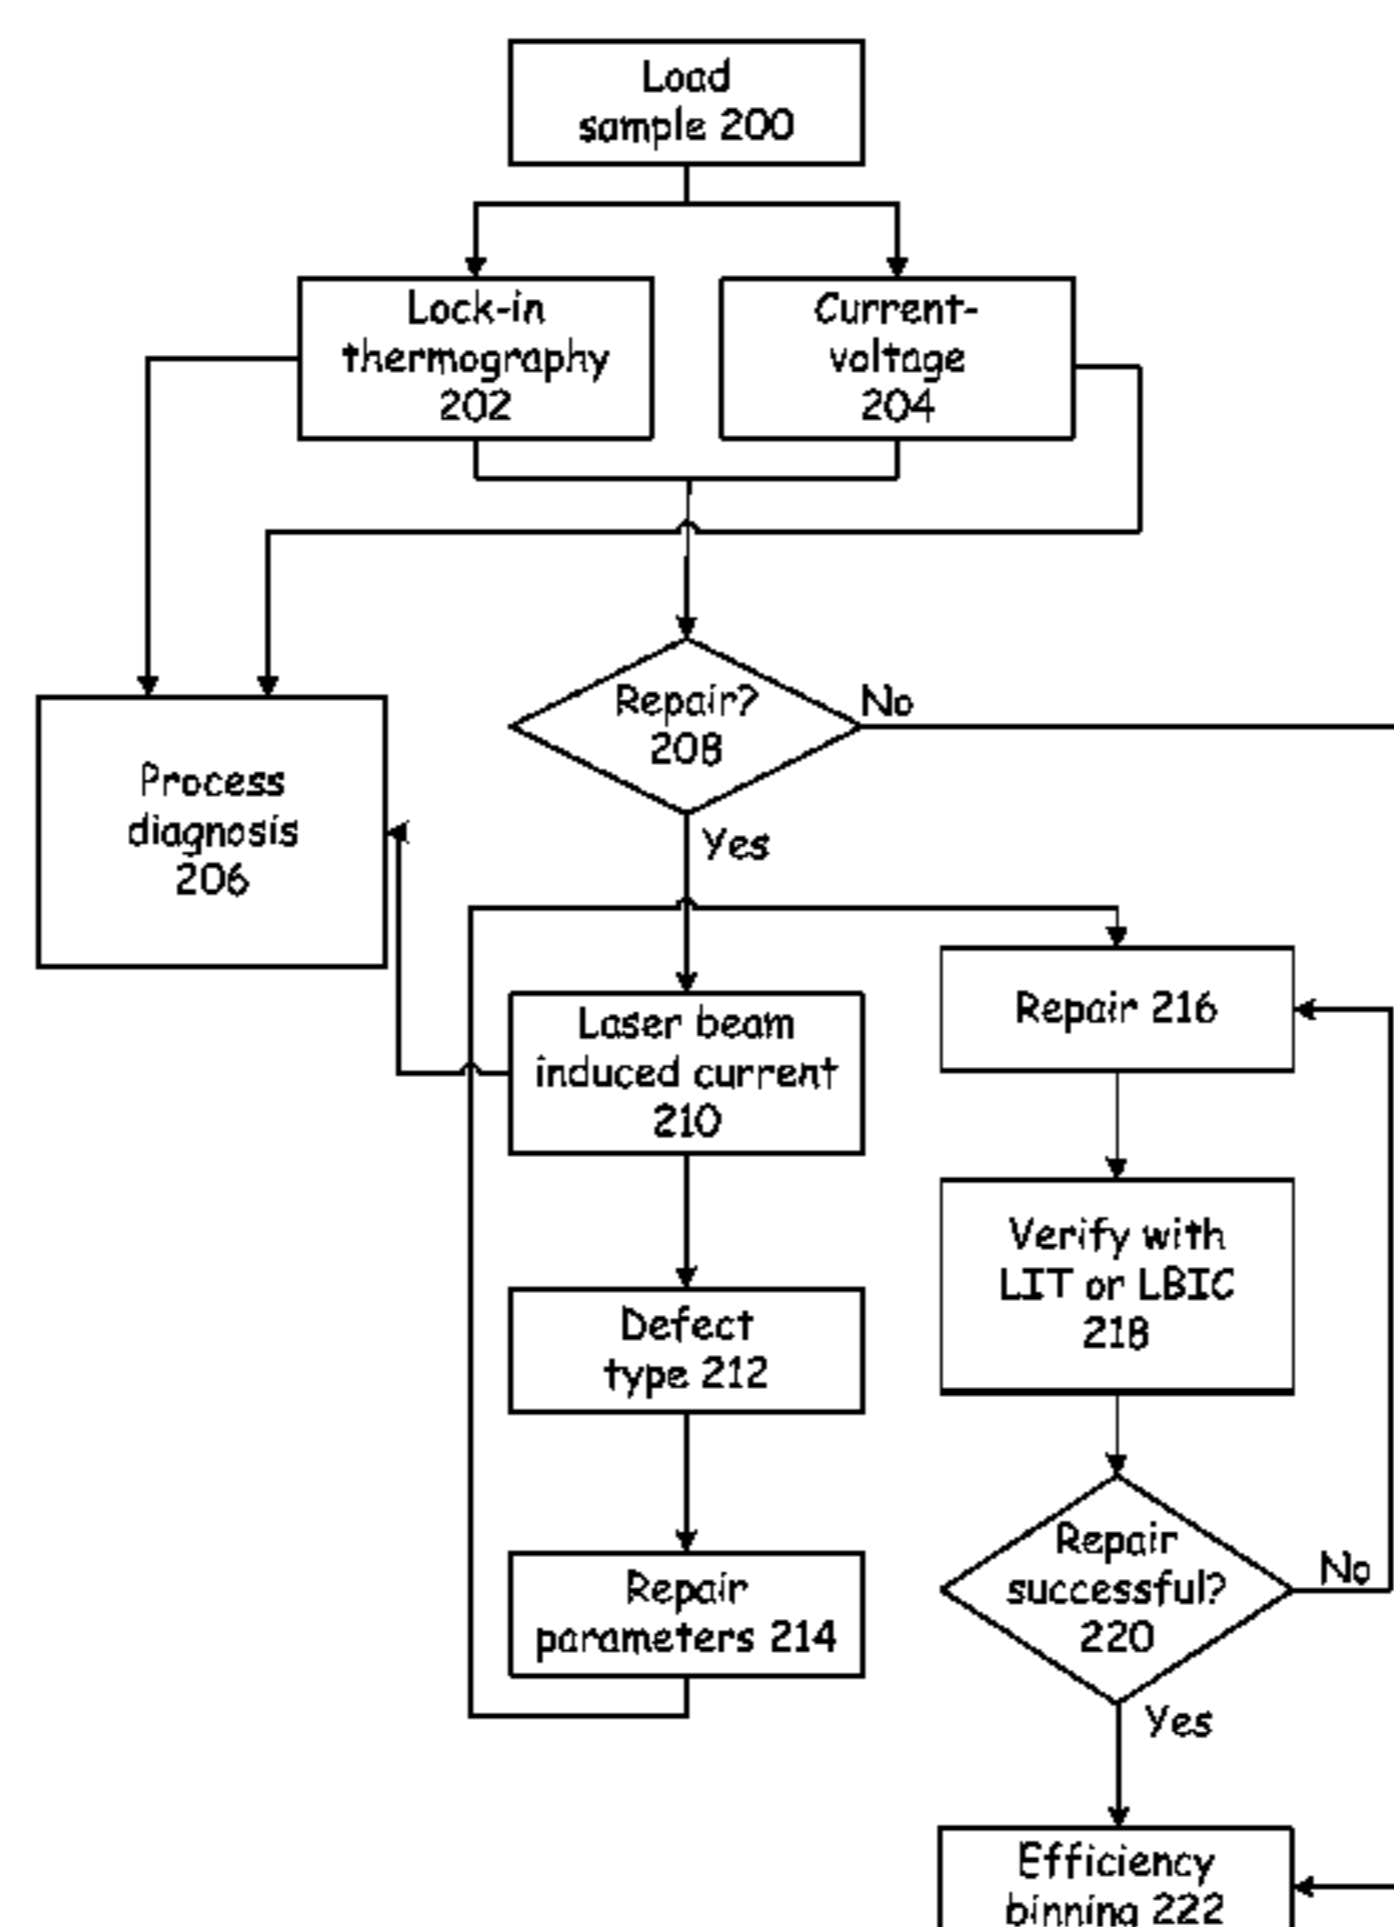 Load
sample 200
Lock-in
thermography
202
Current-
voltage
204
Repair?
208
No
Process
diagnosis
206
Yes
Laser beam
induced current
210
Repair 216
Verify with
LIT or LBIC
218
Defect
type 212
Repair
parameters 214
Repair
successful?
220
No
Yes
Efficiency
binning 222